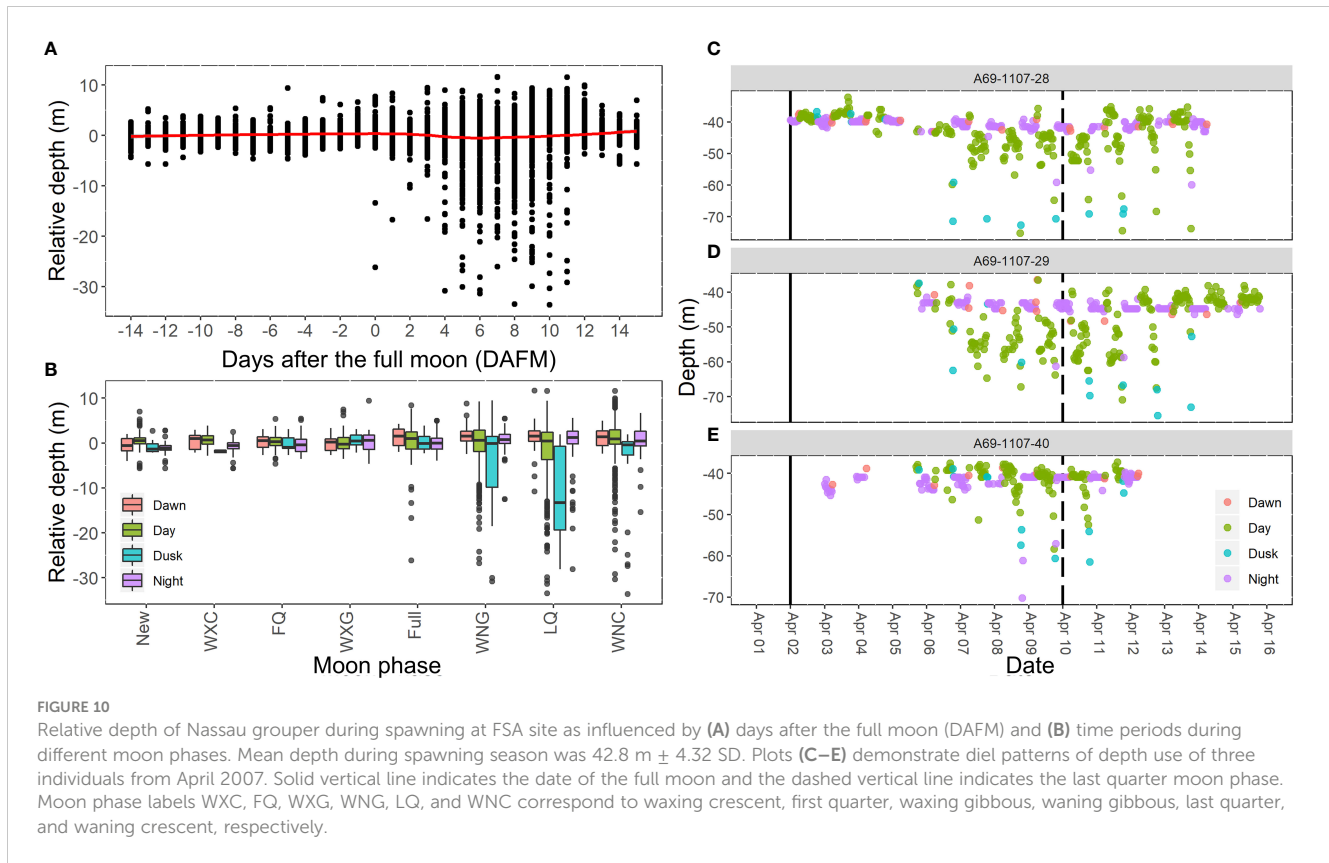 A
Relative depth (m)
10
0
-10
-20
-30
-14 -12 -10 -8 -6 -4 -2 0 2 4 6 8 10 12 14
Days after the full moon (DAFM)
B
Relative depth (m)
10
0
-10
-20
-30
Dawn
Day
Dusk
Night
New WXC FQ WXG Full WNG LQ WNC
Moon phase
C
A69-1107-28
-40
-50
-60
-70
D
A69-1107-29
-40
-50
-60
-70
Depth (m)
E
A69-1107-40
-40
-50
-60
-70
Dawn
Day
Dusk
Night
Apr 01 Apr 02 Apr 03 Apr 04 Apr 05 Apr 06 Apr 07 Apr 08 Apr 09 Apr 10 Apr 11 Apr 12 Apr 13 Apr 14 Apr 15 Apr 16
Date
FIGURE 10
Relative depth of Nassau grouper during spawning at FSA site as influenced by (A) days after the full moon (DAFM) and (B) time periods during
different moon phases. Mean depth during spawning season was 42.8 m ± 4.32 SD. Plots (C–E) demonstrate diel patterns of depth use of three
individuals from April 2007. Solid vertical line indicates the date of the full moon and the dashed vertical line indicates the last quarter moon phase.
Moon phase labels WXC, FQ, WXG, WNG, LQ, and WNC correspond to waxing crescent, first quarter, waxing gibbous, waning gibbous, last quarter,
and waning crescent, respectively.